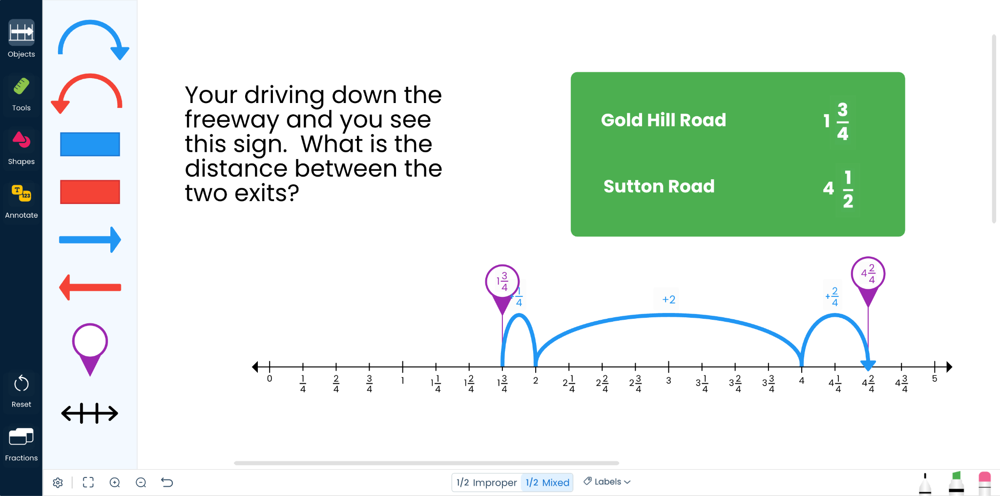 Objects
Tools
Shapes
Annotate
Reset
Fractions
Your driving down the
freeway and you see
this sign.  What is the
distance between the
two exits?
Gold Hill Road 1 3/4
Sutton Road 4 1/2
1 3/4
+1/4
+2
+2/4
4 2/4
0 1/4 2/4 3/4 1 1 1/4 1 2/4 1 3/4 2 2 1/4 2 2/4 2 3/4 3 3 1/4 3 2/4 3 3/4 4 4 1/4 4 2/4 4 3/4 5
1/2 Improper 1/2 Mixed Labels
T
123